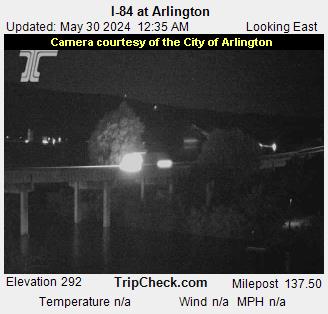 I-84 at Arlington
Updated: May 30 2024 12:35 AM Looking East
Camera courtesy of the City of Arlington
Elevation 292 TripCheck.com Milepost 137.50
Temperature n/a Wind n/a MPH n/a